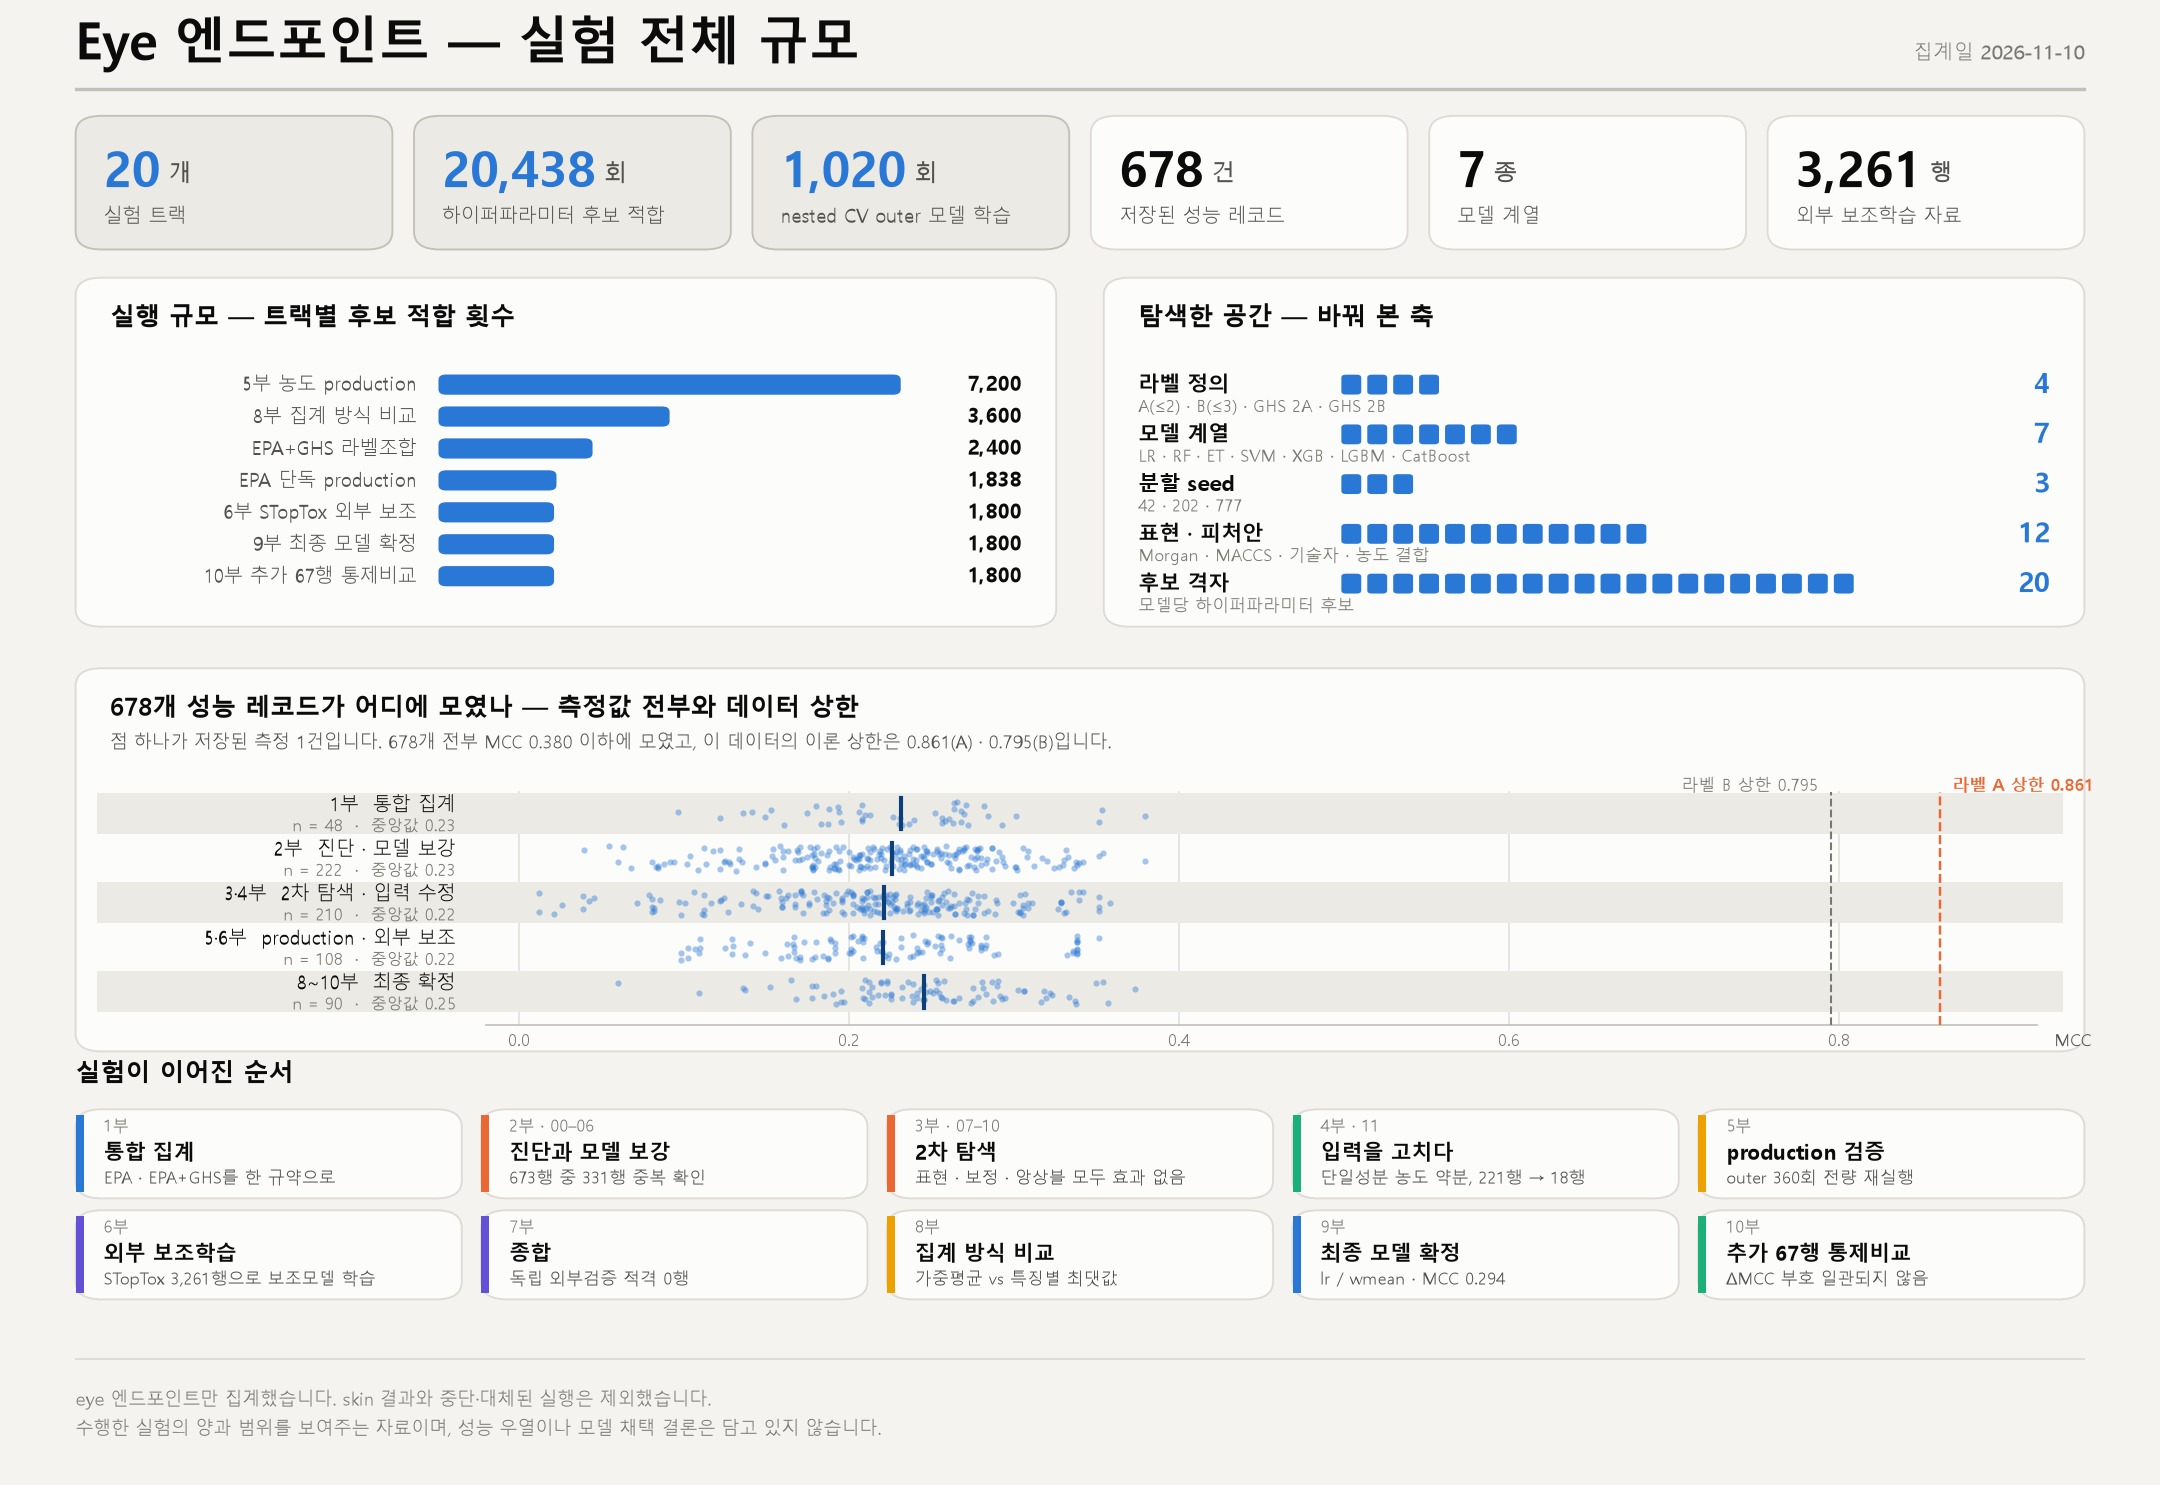 Eye 엔드포인트 — 실험 전체 규모
집계일 2026-11-10
20 개
실험 트랙
20,438 회
하이퍼파라미터 후보 적합
1,020 회
nested CV outer 모델 학습
678 건
저장된 성능 레코드
7 종
모델 계열
3,261 행
외부 보조학습 자료
실행 규모 — 트랙별 후보 적합 횟수
5부 농도 production 7,200
8부 집계 방식 비교 3,600
EPA+GHS 라벨조합 2,400
EPA 단독 production 1,838
6부 STopTox 외부 보조 1,800
9부 최종 모델 확정 1,800
10부 추가 67행 통제비교 1,800
탐색한 공간 — 바꿔 본 축
라벨 정의 4
A(≤2) · B(≤3) · GHS 2A · GHS 2B
모델 계열 7
LR · RF · ET · SVM · XGB · LGBM · CatBoost
분할 seed 3
42 · 202 · 777
표현 · 피처안 12
Morgan · MACCS · 기술자 · 농도 결합
후보 격자 20
모델당 하이퍼파라미터 후보
678개 성능 레코드가 어디에 모였나 — 측정값 전부와 데이터 상한
점 하나가 저장된 측정 1건입니다. 678개 전부 MCC 0.380 이하에 모였고, 이 데이터의 이론 상한은 0.861(A) · 0.795(B)입니다.
라벨 B 상한 0.795
라벨 A 상한 0.861
1부 통합 집계
n = 48 · 중앙값 0.23
2부 진단 · 모델 보강
n = 222 · 중앙값 0.23
3·4부 2차 탐색 · 입력 수정
n = 210 · 중앙값 0.22
5·6부 production · 외부 보조
n = 108 · 중앙값 0.22
8~10부 최종 확정
n = 90 · 중앙값 0.25
0.0 0.2 0.4 0.6 0.8 MCC
실험이 이어진 순서
1부
통합 집계
EPA · EPA+GHS를 한 규약으로
2부 · 00–06
진단과 모델 보강
673행 중 331행 중복 확인
3부 · 07–10
2차 탐색
표현 · 보정 · 앙상블 모두 효과 없음
4부 · 11
입력을 고치다
단일성분 농도 약분, 221행 → 18행
5부
production 검증
outer 360회 전량 재실행
6부
외부 보조학습
STopTox 3,261행으로 보조모델 학습
7부
종합
독립 외부검증 적격 0행
8부
집계 방식 비교
가중평균 vs 특징별 최댓값
9부
최종 모델 확정
lr / wmean · MCC 0.294
10부
추가 67행 통제비교
ΔMCC 부호 일관되지 않음
eye 엔드포인트만 집계했습니다. skin 결과와 중단·대체된 실행은 제외했습니다.
수행한 실험의 양과 범위를 보여주는 자료이며, 성능 우열이나 모델 채택 결론은 담고 있지 않습니다.